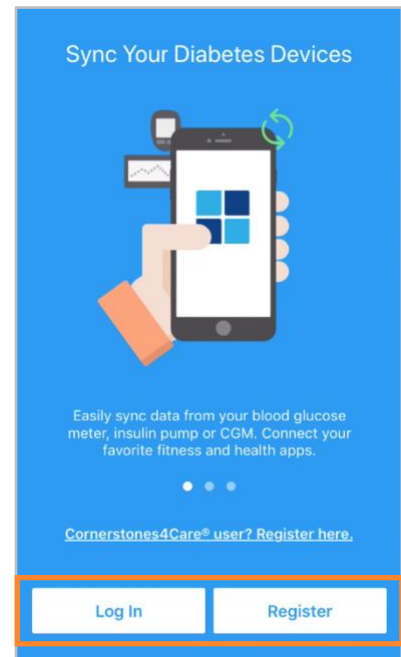 Sync Your Diabetes Devices
Easily sync data from your blood glucose
meter, insulin pump or CGM. Connect your
favorite fitness and health apps.
Cornerstones4Care® user? Register here.
Log In
Register